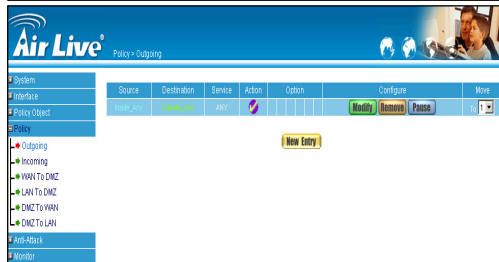 Air Live®
Policy > Outgoing
System
Interface
Policy Object
Policy
Outgoing
Incoming
WAN To DMZ
LAN To DMZ
DMZ To WAN
DMZ To LAN
Anti-Attack
Monitor
Source Destination Service Action Option Configure Move
Inside_Any Outside_Any ANY Modify Remove Pause To 1
New Entry